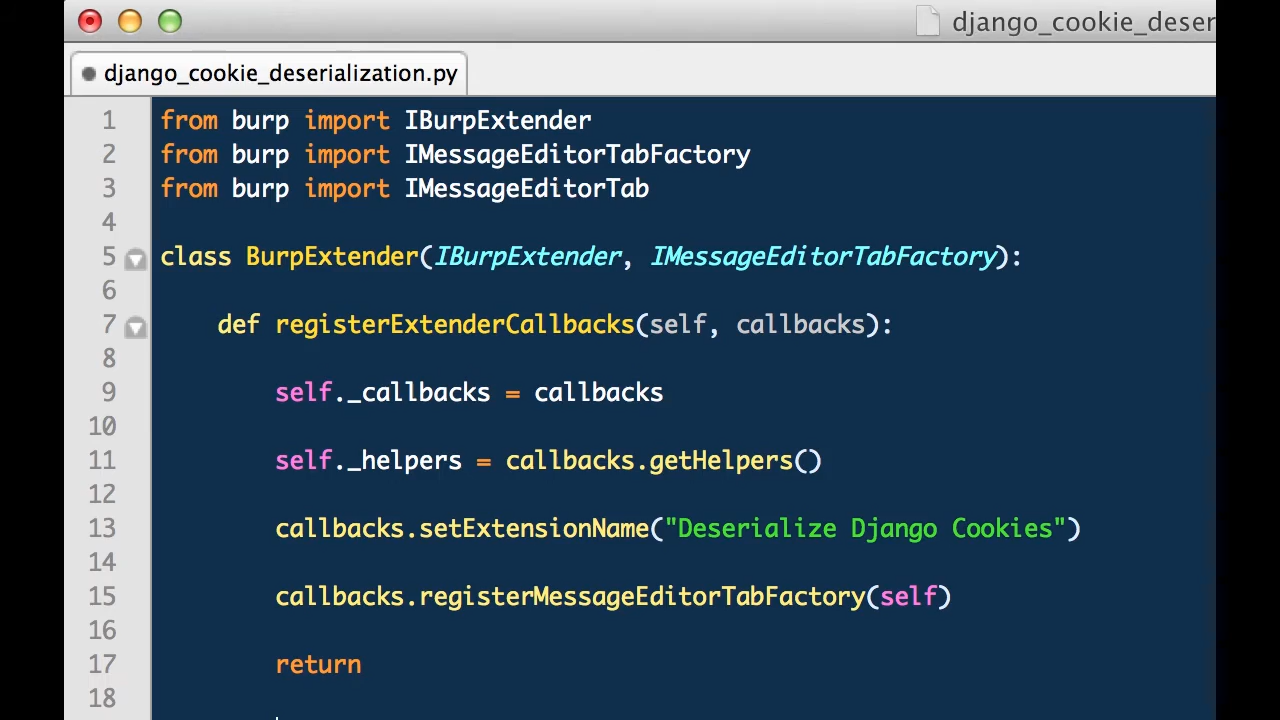 django_cookie_deser
django_cookie_deserialization.py
1 from burp import IBurpExtender
2 from burp import IMessageEditorTabFactory
3 from burp import IMessageEditorTab
4
5 class BurpExtender(IBurpExtender, IMessageEditorTabFactory):
6
7     def registerExtenderCallbacks(self, callbacks):
8
9         self._callbacks = callbacks
10
11         self._helpers = callbacks.getHelpers()
12
13         callbacks.setExtensionName("Deserialize Django Cookies")
14
15         callbacks.registerMessageEditorTabFactory(self)
16
17         return
18